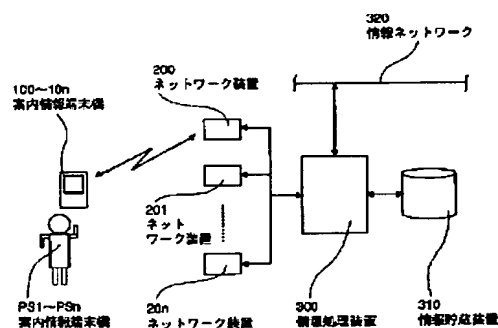 320
情報ネットワーク
100～10n
案内情報端末機
200
ネットワーク装置
201
ネット
ワーク装置
PS1～PSn
案内情報端末機
20n
ネットワーク装置
300
情報処理装置
310
情報貯蔵装置